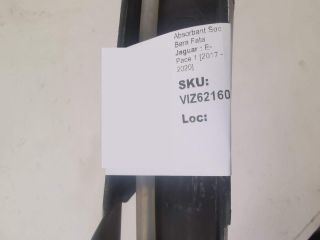 Absorbant Soc
Bara Fata
Jaguar : E-
Pace 1 [2017 -
2020]
SKU:
VIZ62160
Loc: